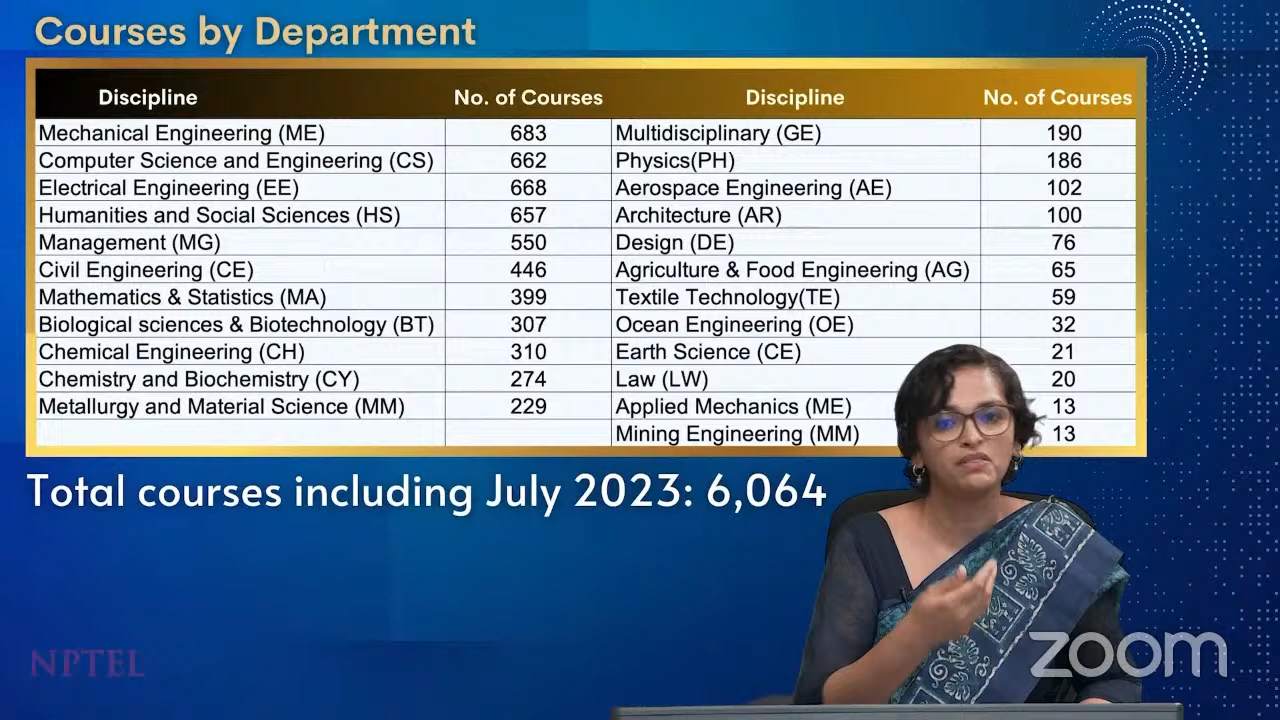 Courses by Department
Discipline No. of Courses Discipline No. of Courses
Mechanical Engineering (ME) 683 Multidisciplinary (GE) 190
Computer Science and Engineering (CS) 662 Physics(PH) 186
Electrical Engineering (EE) 668 Aerospace Engineering (AE) 102
Humanities and Social Sciences (HS) 657 Architecture (AR) 100
Management (MG) 550 Design (DE) 76
Civil Engineering (CE) 446 Agriculture & Food Engineering (AG) 65
Mathematics & Statistics (MA) 399 Textile Technology(TE) 59
Biological sciences & Biotechnology (BT) 307 Ocean Engineering (OE) 32
Chemical Engineering (CH) 310 Earth Science (CE) 21
Chemistry and Biochemistry (CY) 274 Law (LW) 20
Metallurgy and Material Science (MM) 229 Applied Mechanics (ME) 13
Mining Engineering (MM) 13
Total courses including July 2023: 6,064
NPTEL
zoom